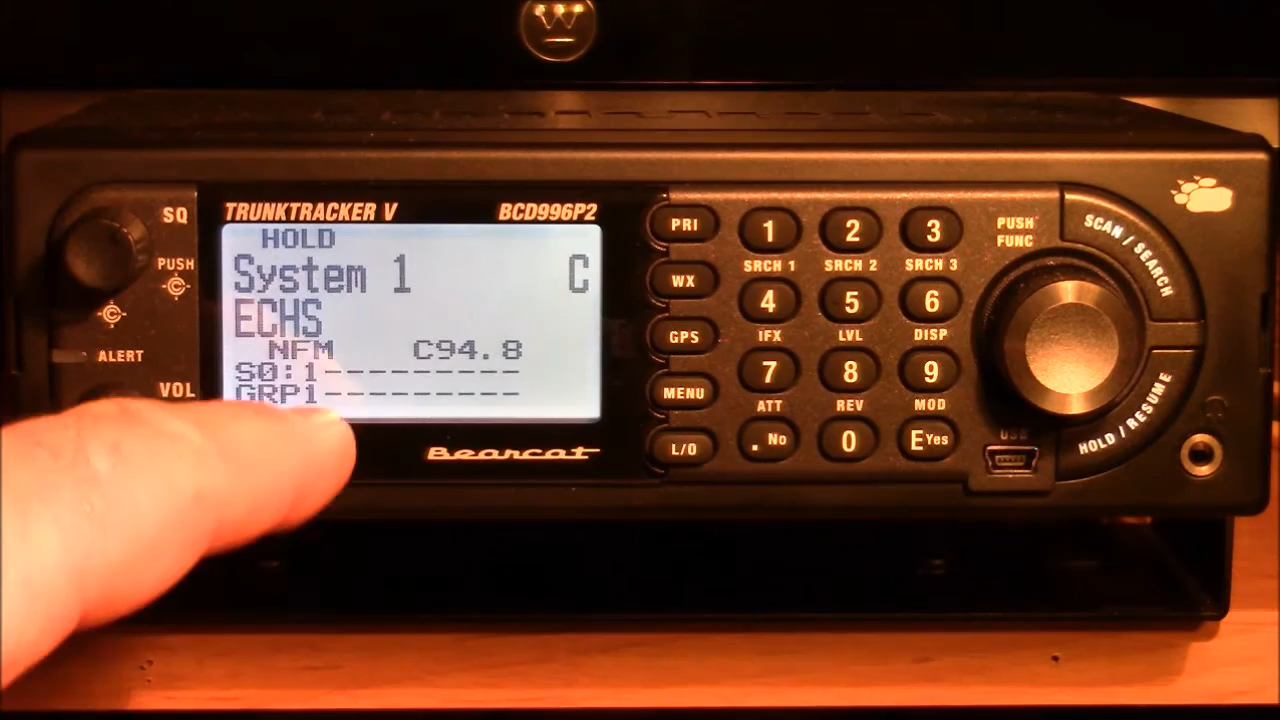 SQ
PUSH
ALERT
VOL
TRUNKTRACKER V BCD996P2
HOLD
System 1 C
ECHS
NFM C94.8
S0:1---------
GRP1---------
Bearcat
PRI
WX
GPS
MENU
L/O
1 2 3
SRCH 1 SRCH 2 SRCH 3
4 5 6
IFX LVL DISP
7 8 9
ATT REV MOD
. No 0 E Yes
PUSH
FUNC
SCAN / SEARCH
HOLD / RESUME
USB